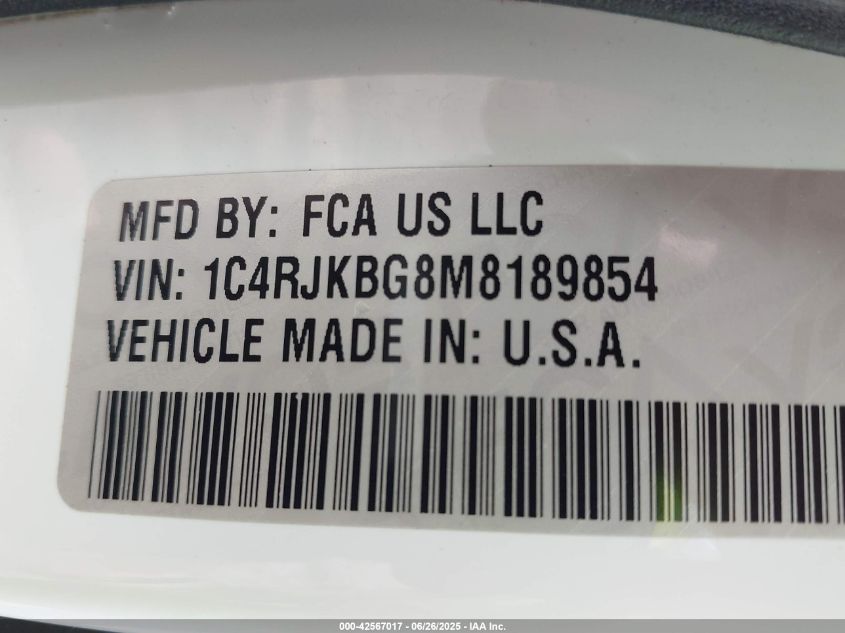 MFD BY: FCA US LLC
VIN: 1C4RJKBG8M8189854
VEHICLE MADE IN: U.S.A.
000-42567017 - 06/26/2025 - IAA Inc.